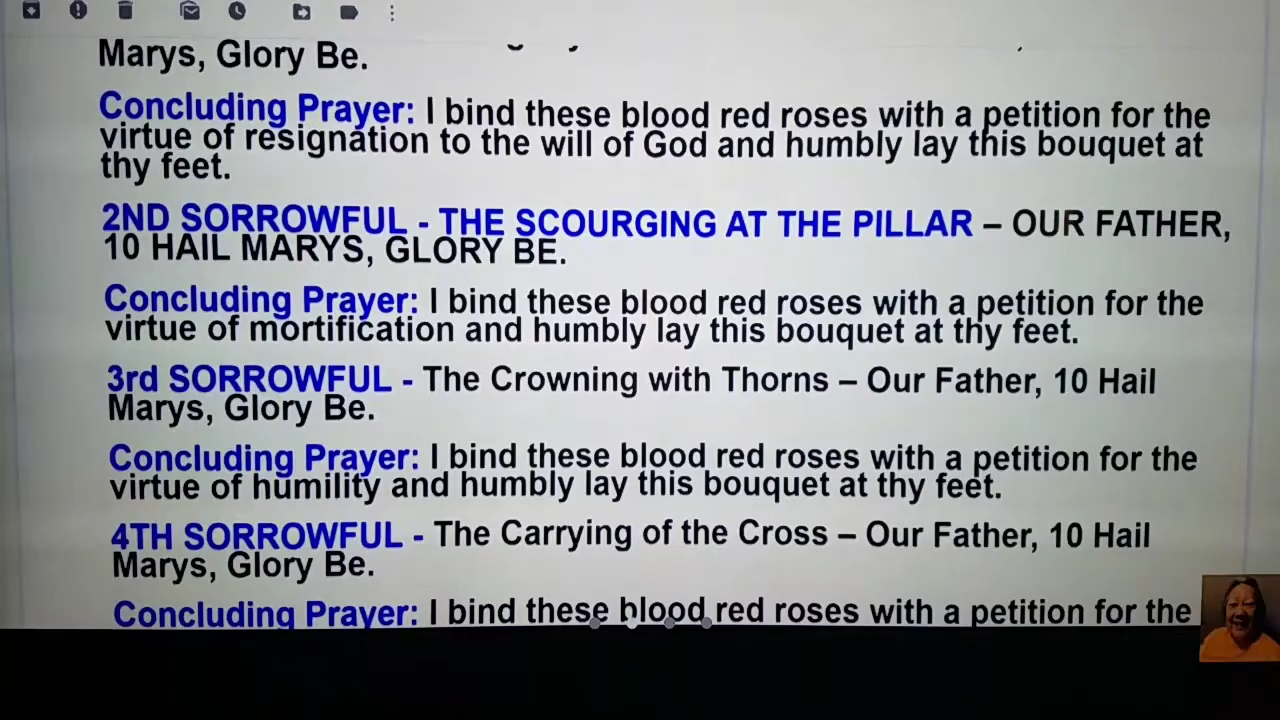 Marys, Glory Be.
Concluding Prayer: I bind these blood red roses with a petition for the
virtue of resignation to the will of God and humbly lay this bouquet at
thy feet.
2ND SORROWFUL - THE SCOURGING AT THE PILLAR – OUR FATHER,
10 HAIL MARYS, GLORY BE.
Concluding Prayer: I bind these blood red roses with a petition for the
virtue of mortification and humbly lay this bouquet at thy feet.
3rd SORROWFUL - The Crowning with Thorns – Our Father, 10 Hail
Marys, Glory Be.
Concluding Prayer: I bind these blood red roses with a petition for the
virtue of humility and humbly lay this bouquet at thy feet.
4TH SORROWFUL - The Carrying of the Cross – Our Father, 10 Hail
Marys, Glory Be.
Concluding Prayer: I bind these blood red roses with a petition for the